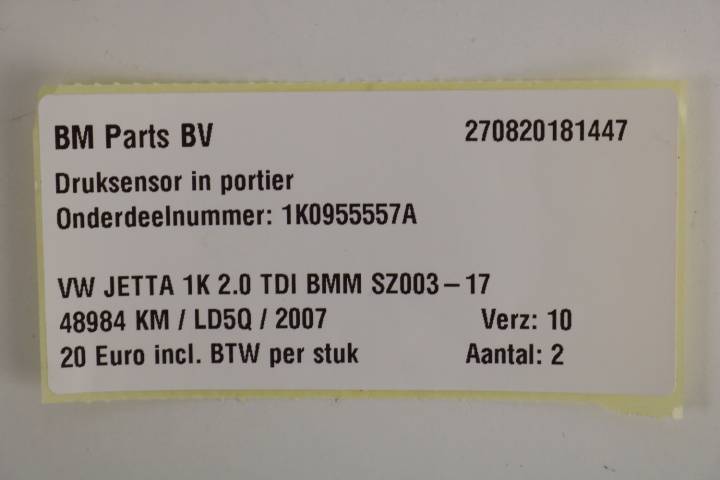 BM Parts BV 270820181447
Druksensor in portier
Onderdeelnummer: 1K0955557A
VW JETTA 1K 2.0 TDI BMM SZ003-17
48984 KM / LD5Q / 2007 Verz: 10
20 Euro incl. BTW per stuk Aantal: 2